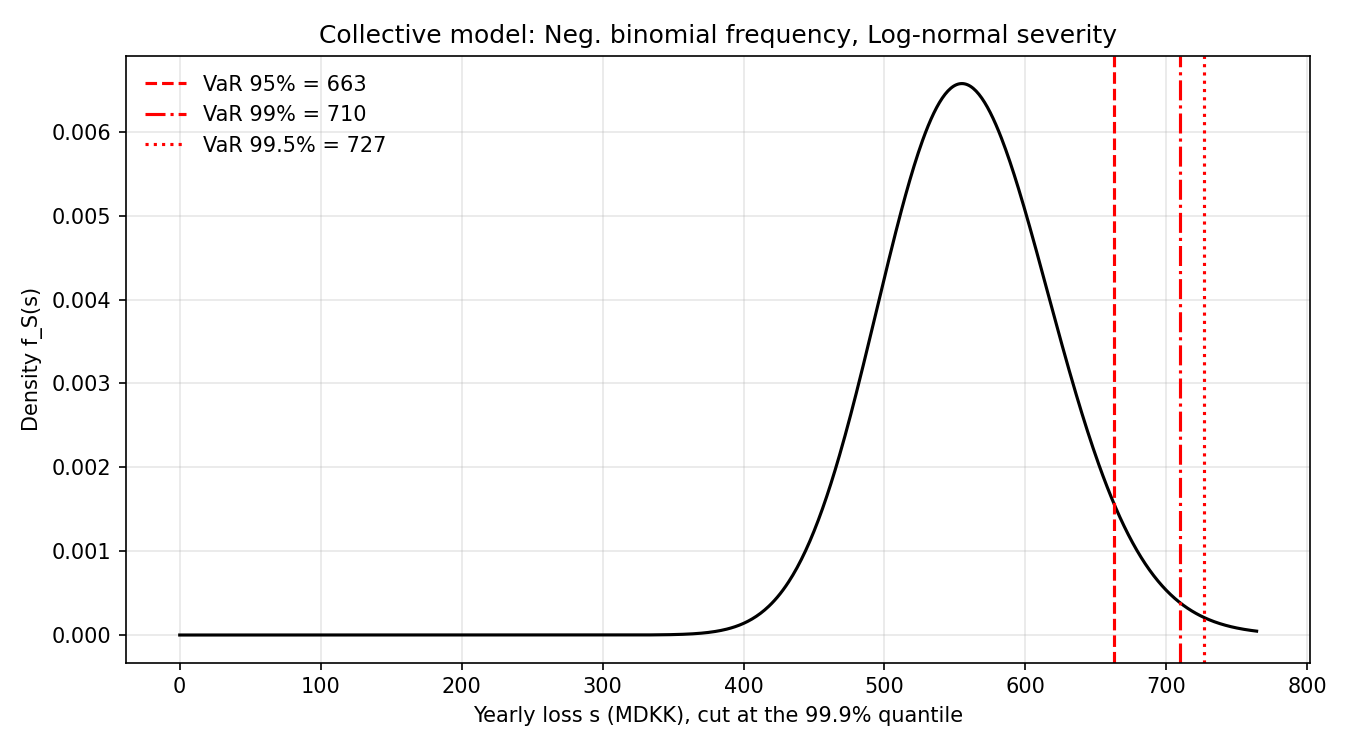 Collective model: Neg. binomial frequency, Log-normal severity
VaR 95% = 663
VaR 99% = 710
VaR 99.5% = 727
Density f_S(s)
0.006
0.005
0.004
0.003
0.002
0.001
0.000
0 100 200 300 400 500 600 700 800
Yearly loss s (MDKK), cut at the 99.9% quantile